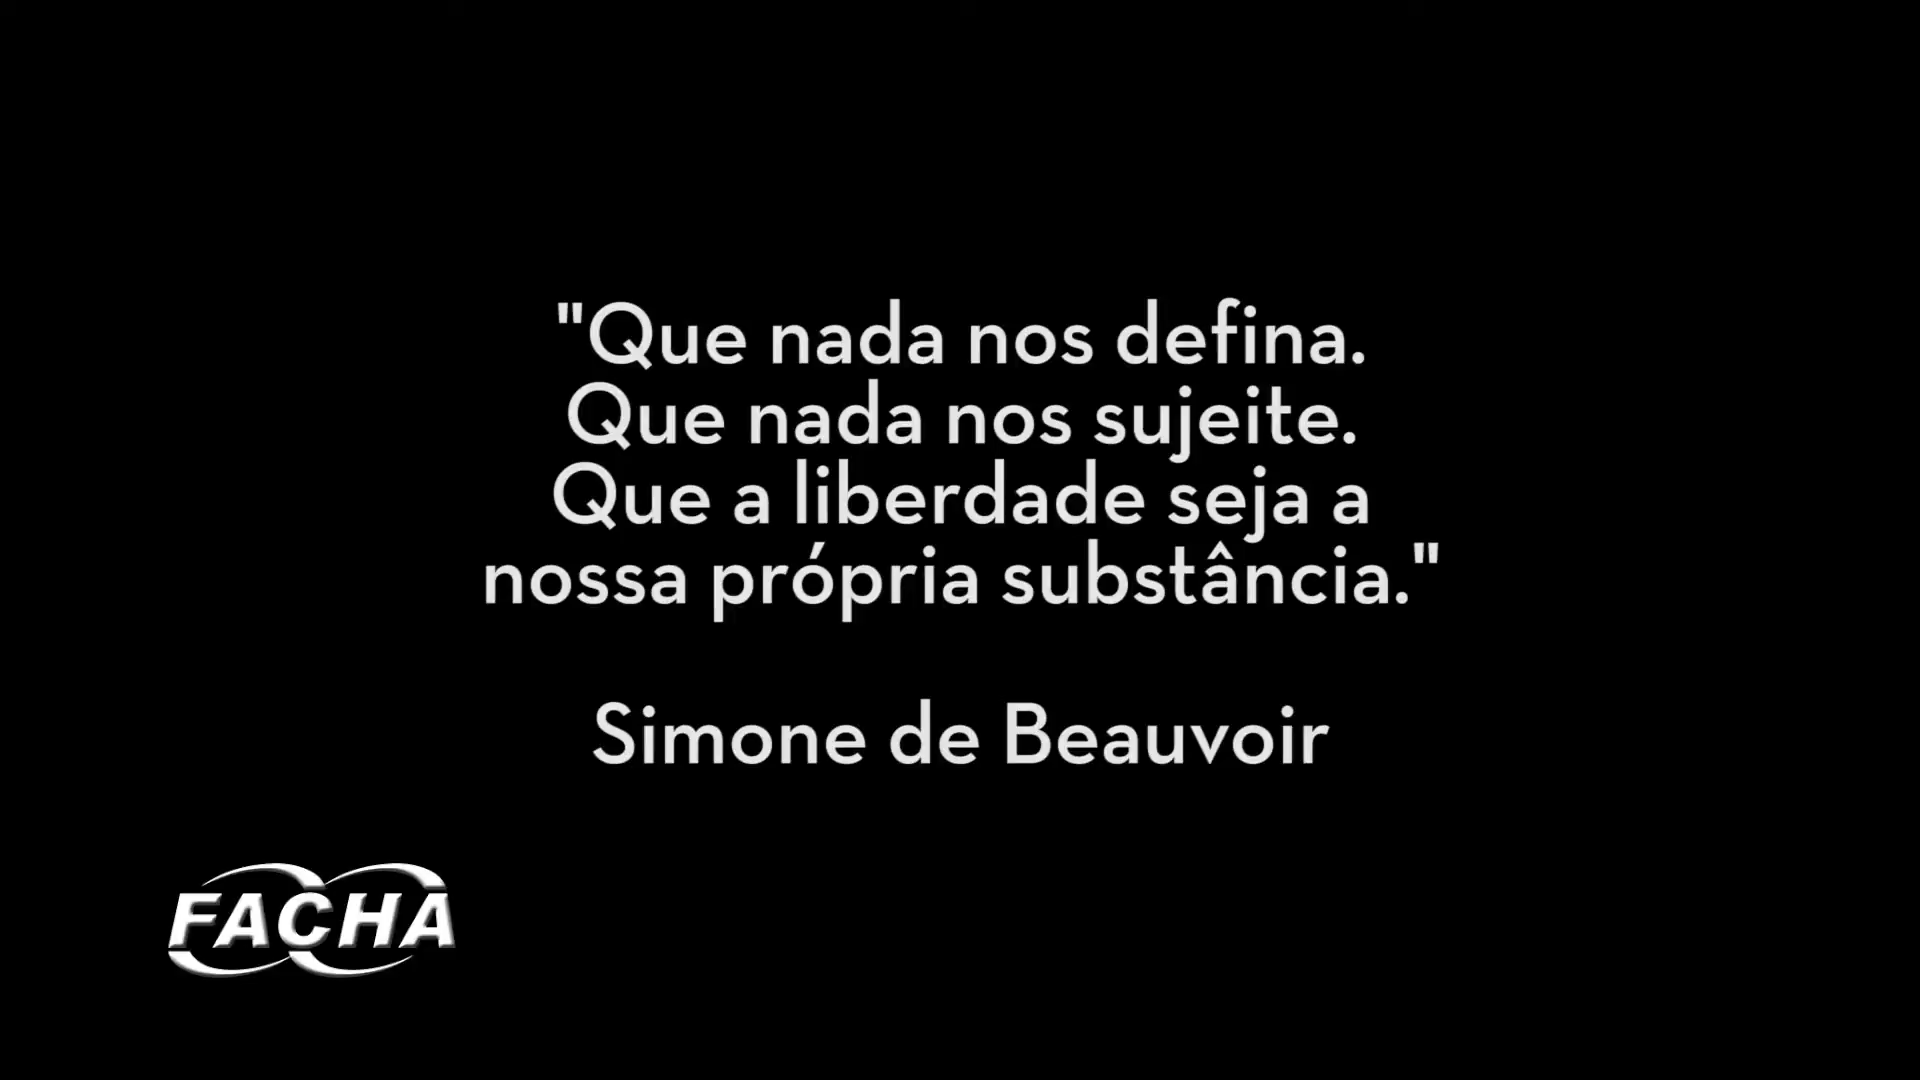 "Que nada nos defina.
Que nada nos sujeite.
Que a liberdade seja a
nossa própria substância."
Simone de Beauvoir
FACHA